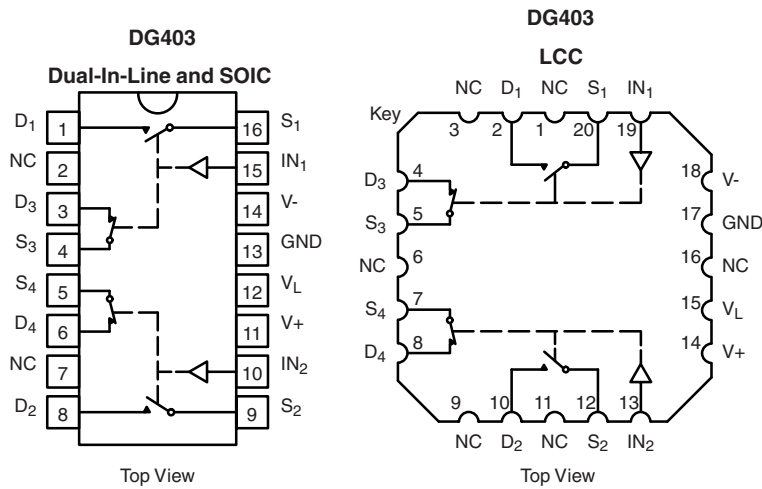 DG403
Dual-In-Line and SOIC
D1 1 16 S1
NC 2 15 IN1
D3 3 14 V-
S3 4 13 GND
S4 5 12 VL
D4 6 11 V+
NC 7 10 IN2
D2 8 9 S2
Top View
DG403
LCC
NC D1 NC S1 IN1
Key
3 2 1 20 19
D3 4 18 V-
S3 5 17 GND
NC 6 16 NC
S4 7 15 VL
D4 8 14 V+
9 10 11 12 13
NC D2 NC S2 IN2
Top View